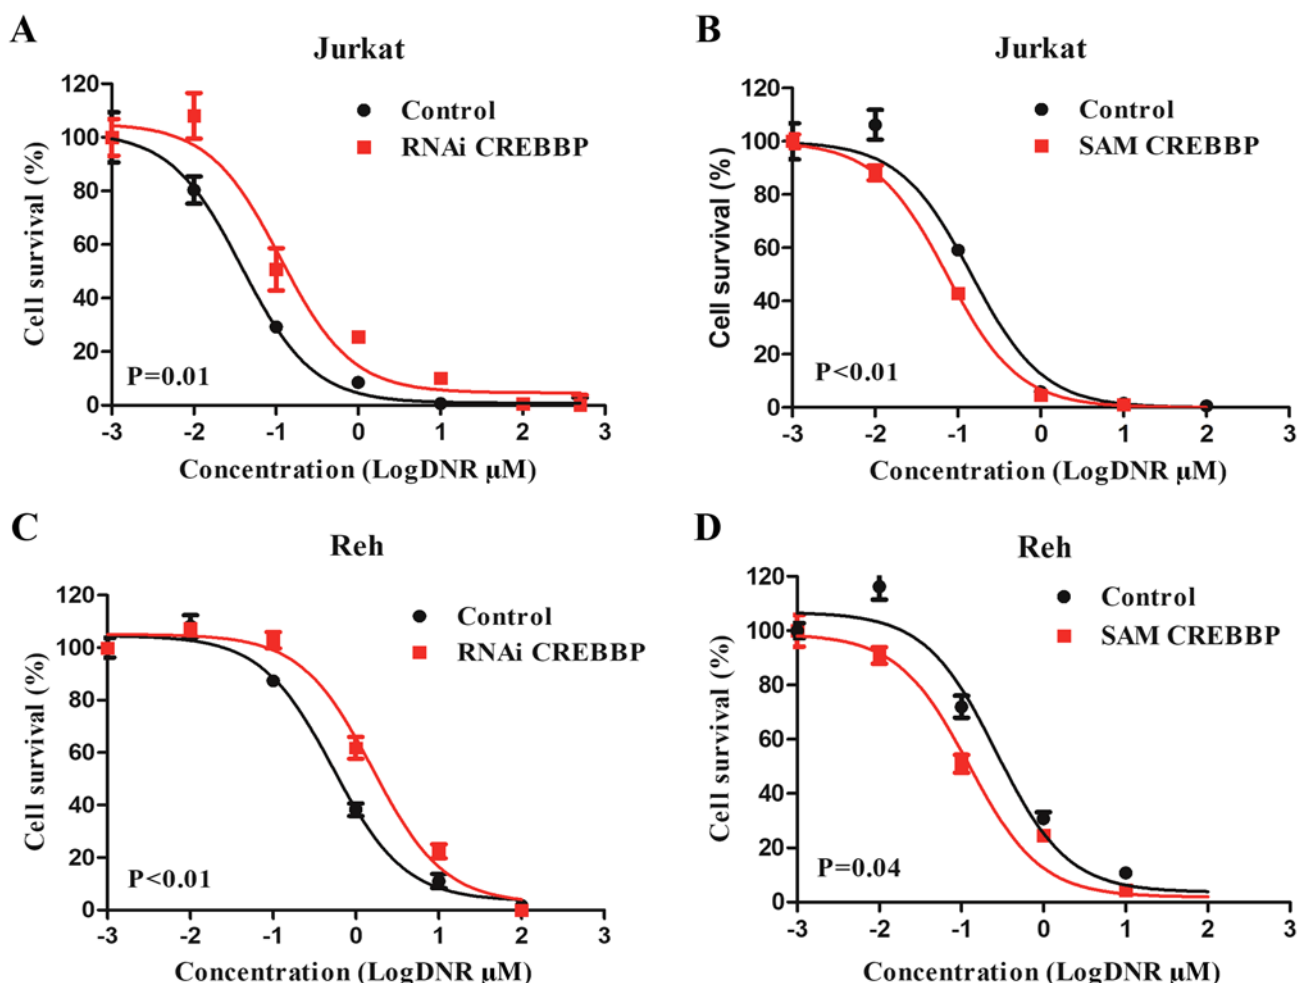 A
Jurkat
120
100
80
60
40
20
0
Cell survival (%)
Control
RNAi CREBBP
P=0.01
-3 -2 -1 0 1 2 3
Concentration (LogDNR μM)
B
Jurkat
120
100
80
60
40
20
0
Cell survival (%)
Control
SAM CREBBP
P<0.01
-3 -2 -1 0 1 2 3
Concentration (LogDNR μM)
C
Reh
120
100
80
60
40
20
0
Cell survival (%)
Control
RNAi CREBBP
P<0.01
-3 -2 -1 0 1 2 3
Concentration (LogDNR μM)
D
Reh
120
100
80
60
40
20
0
Cell survival (%)
Control
SAM CREBBP
P=0.04
-3 -2 -1 0 1 2 3
Concentration (LogDNR μM)